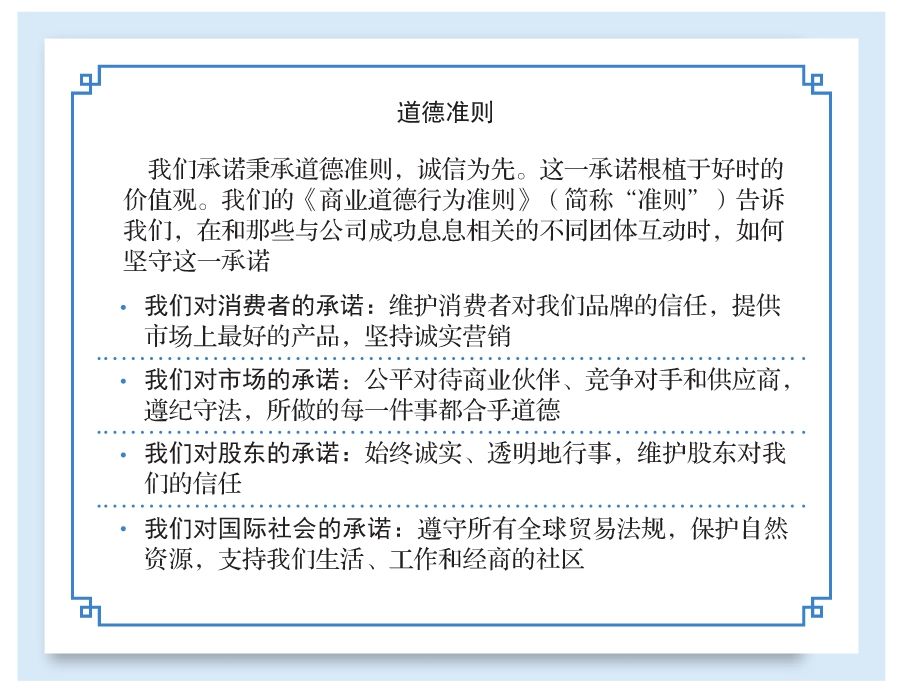 道德准则
我们承诺秉承道德准则，诚信为先。这一承诺根植于好时的
价值观。我们的《商业道德行为准则》（简称“准则”）告诉
我们，在和那些与公司成功息息相关的不同团体互动时，如何
坚守这一承诺
• 我们对消费者的承诺：维护消费者对我们品牌的信任，提供
市场上最好的产品，坚持诚实营销
• 我们对市场的承诺：公平对待商业伙伴、竞争对手和供应商，
遵纪守法，所做的每一件事都合乎道德
• 我们对股东的承诺：始终诚实、透明地行事，维护股东对我
们的信任
• 我们对国际社会的承诺：遵守所有全球贸易法规，保护自然
资源，支持我们生活、工作和经商的社区